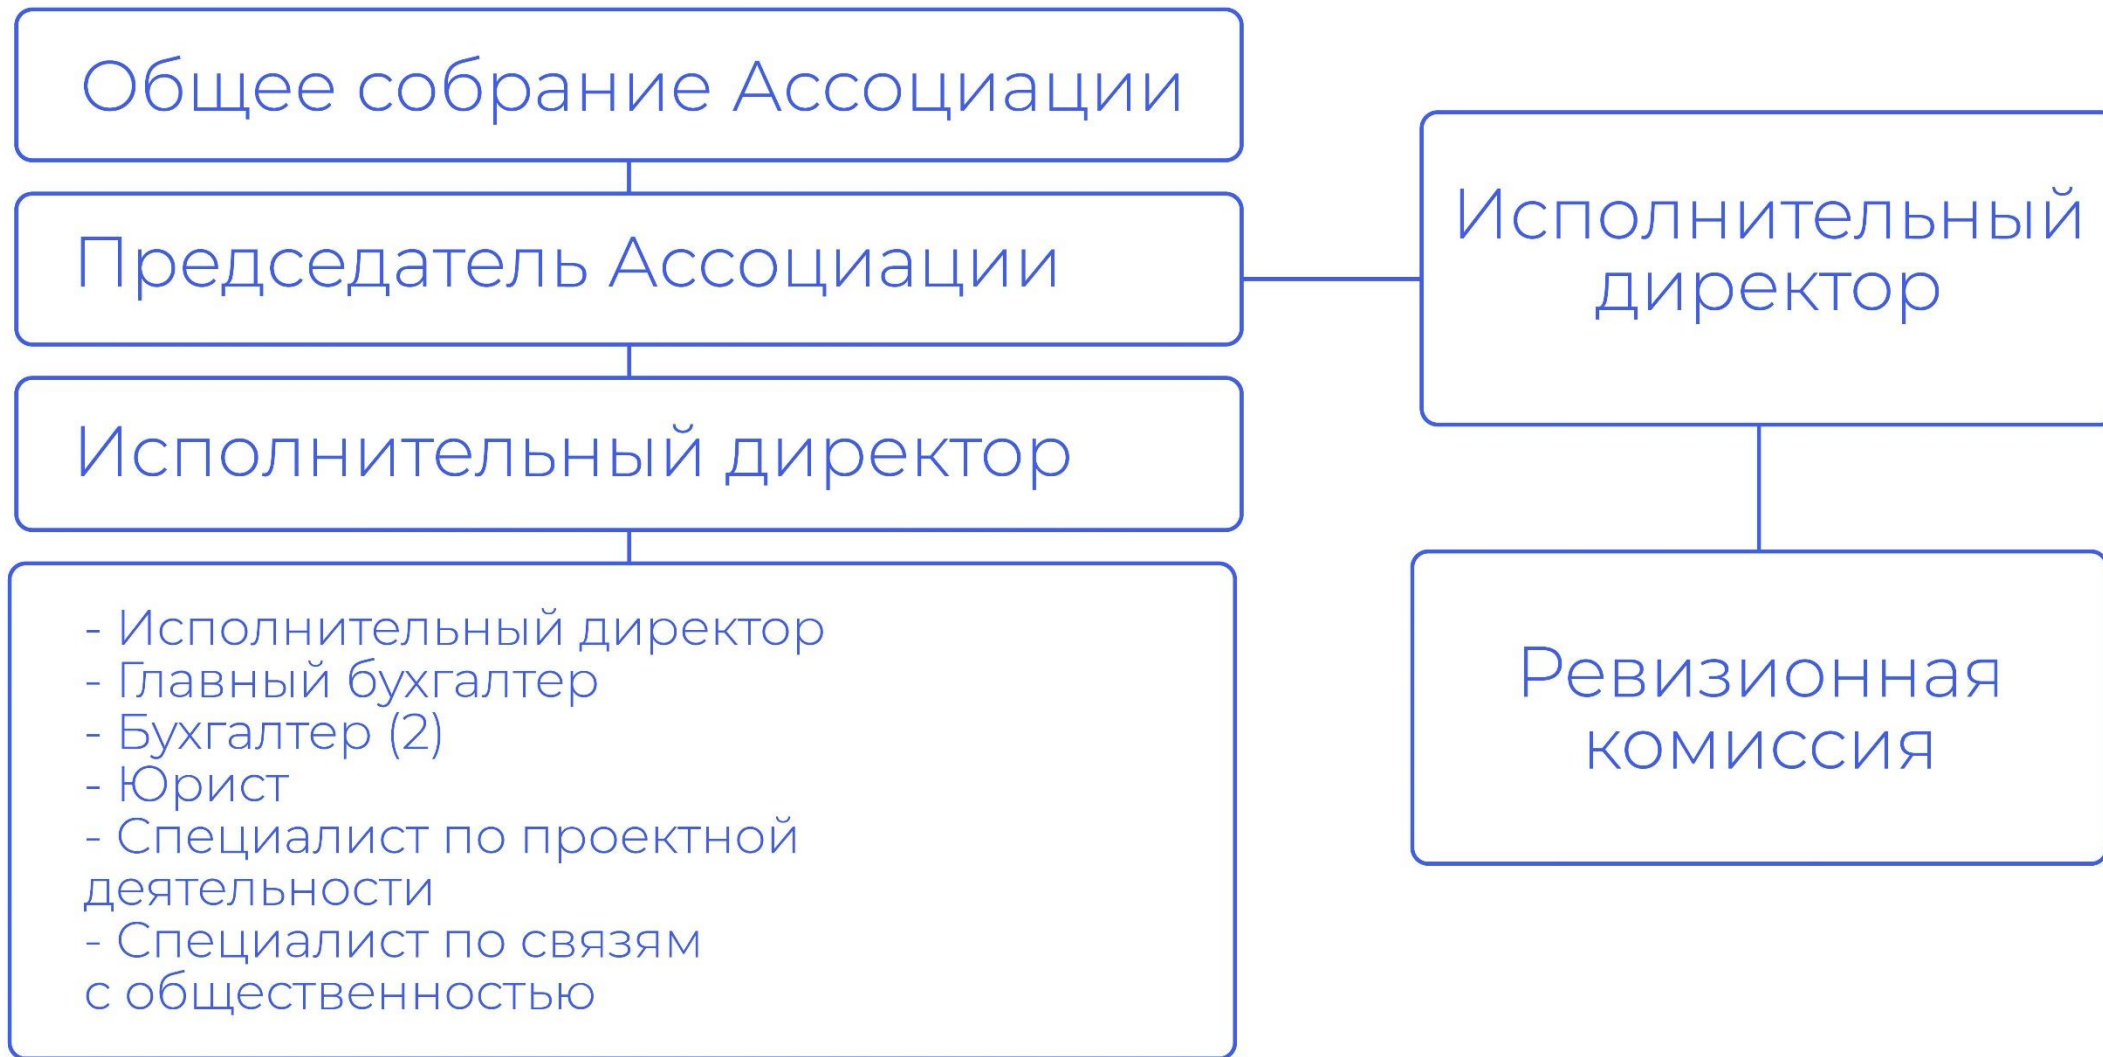 Общее собрание Ассоциации
Председатель Ассоциации
Исполнительный директор
- Исполнительный директор
- Главный бухгалтер
- Бухгалтер (2)
- Юрист
- Специалист по проектной
деятельности
- Специалист по связям
с общественностью
Исполнительный
директор
Ревизионная
комиссия